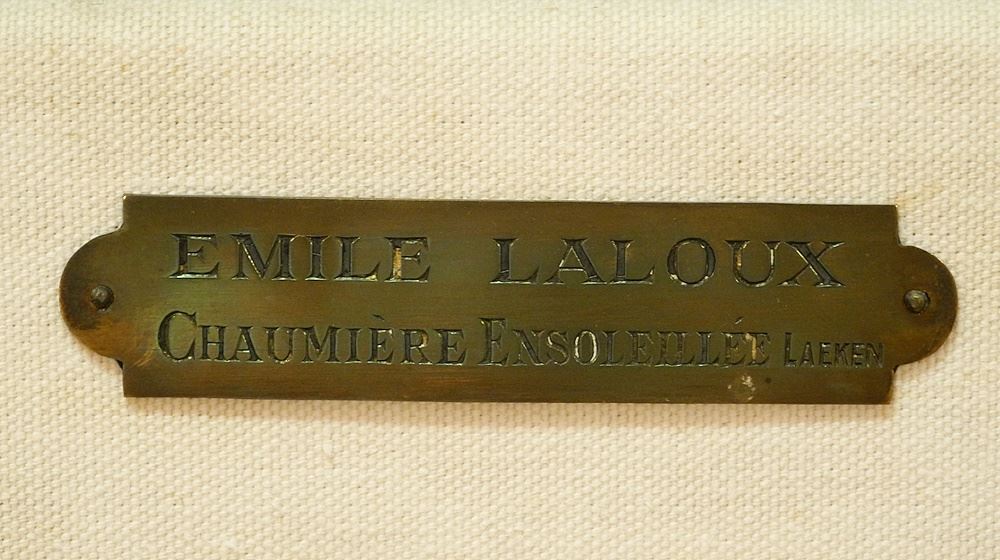 EMILE LALOUX
CHAUMIÈRE ENSOLEILLÉE LAEKEN